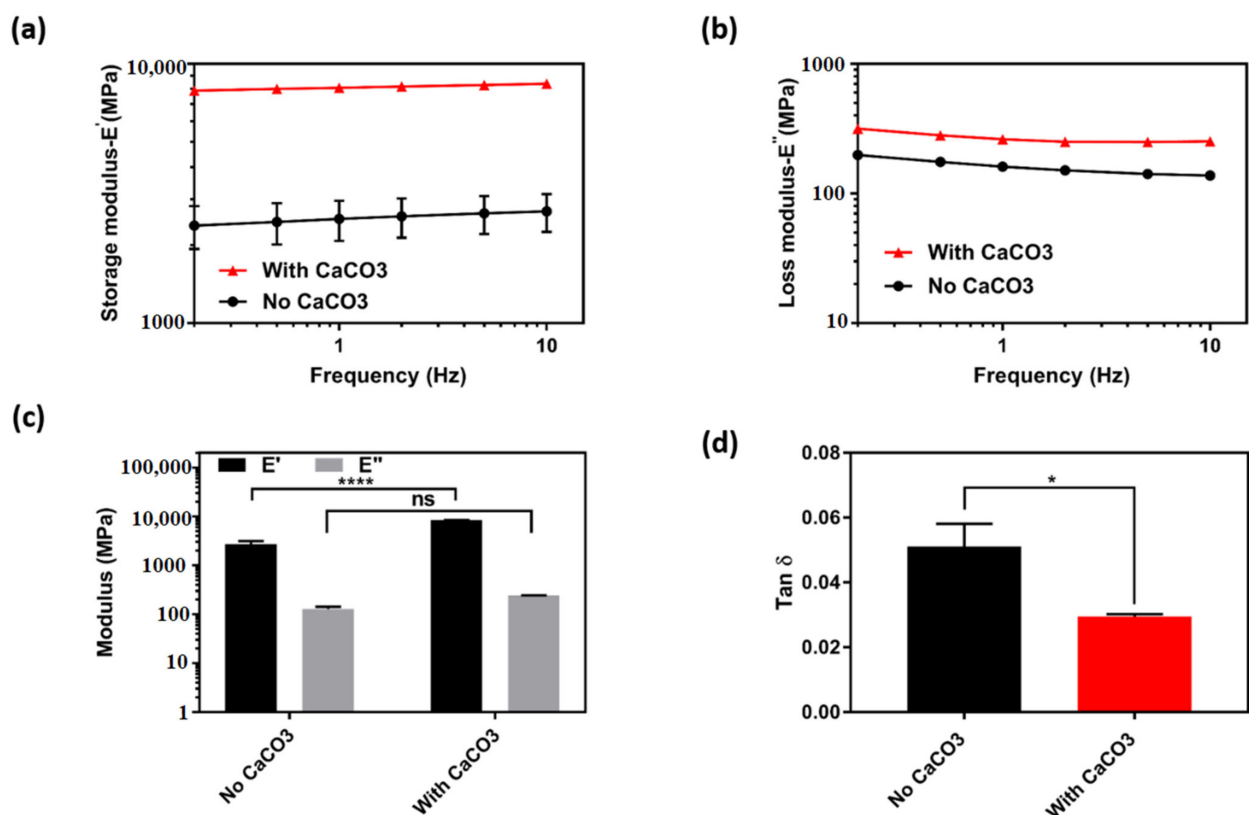 (a)
Storage modulus-E'(MPa)
10,000
1000
With CaCO3
No CaCO3
1
10
Frequency (Hz)
(b)
Loss modulus-E"(MPa)
1000
100
10
With CaCO3
No CaCO3
1
10
Frequency (Hz)
(c)
Modulus (MPa)
100,000
10,000
1000
100
10
1
E'
E"
****
ns
No CaCO3
With CaCO3
(d)
Tan δ
0.08
0.06
0.04
0.02
0.00
*
No CaCO3
With CaCO3